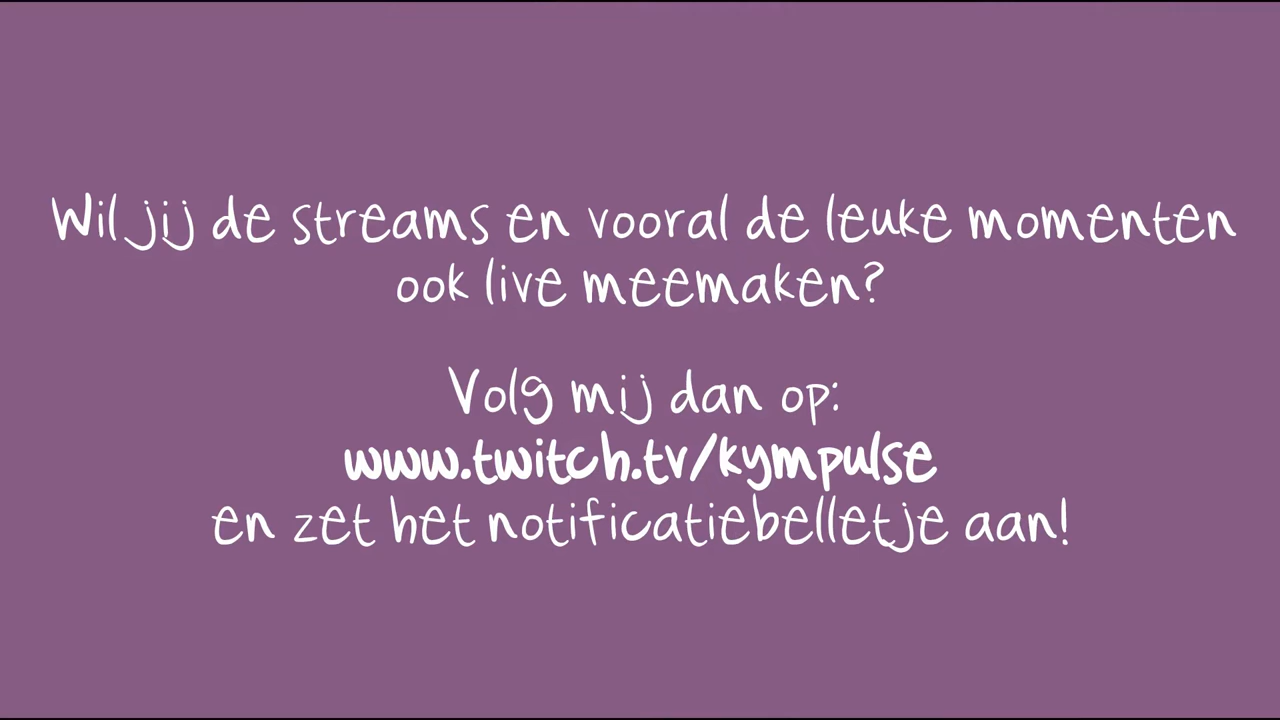 Wil jij de streams en vooral de leuke momenten
ook live meemaken?
Volg mij dan op:
www.twitch.tv/kympulse
en zet het notificatiebelletje aan!